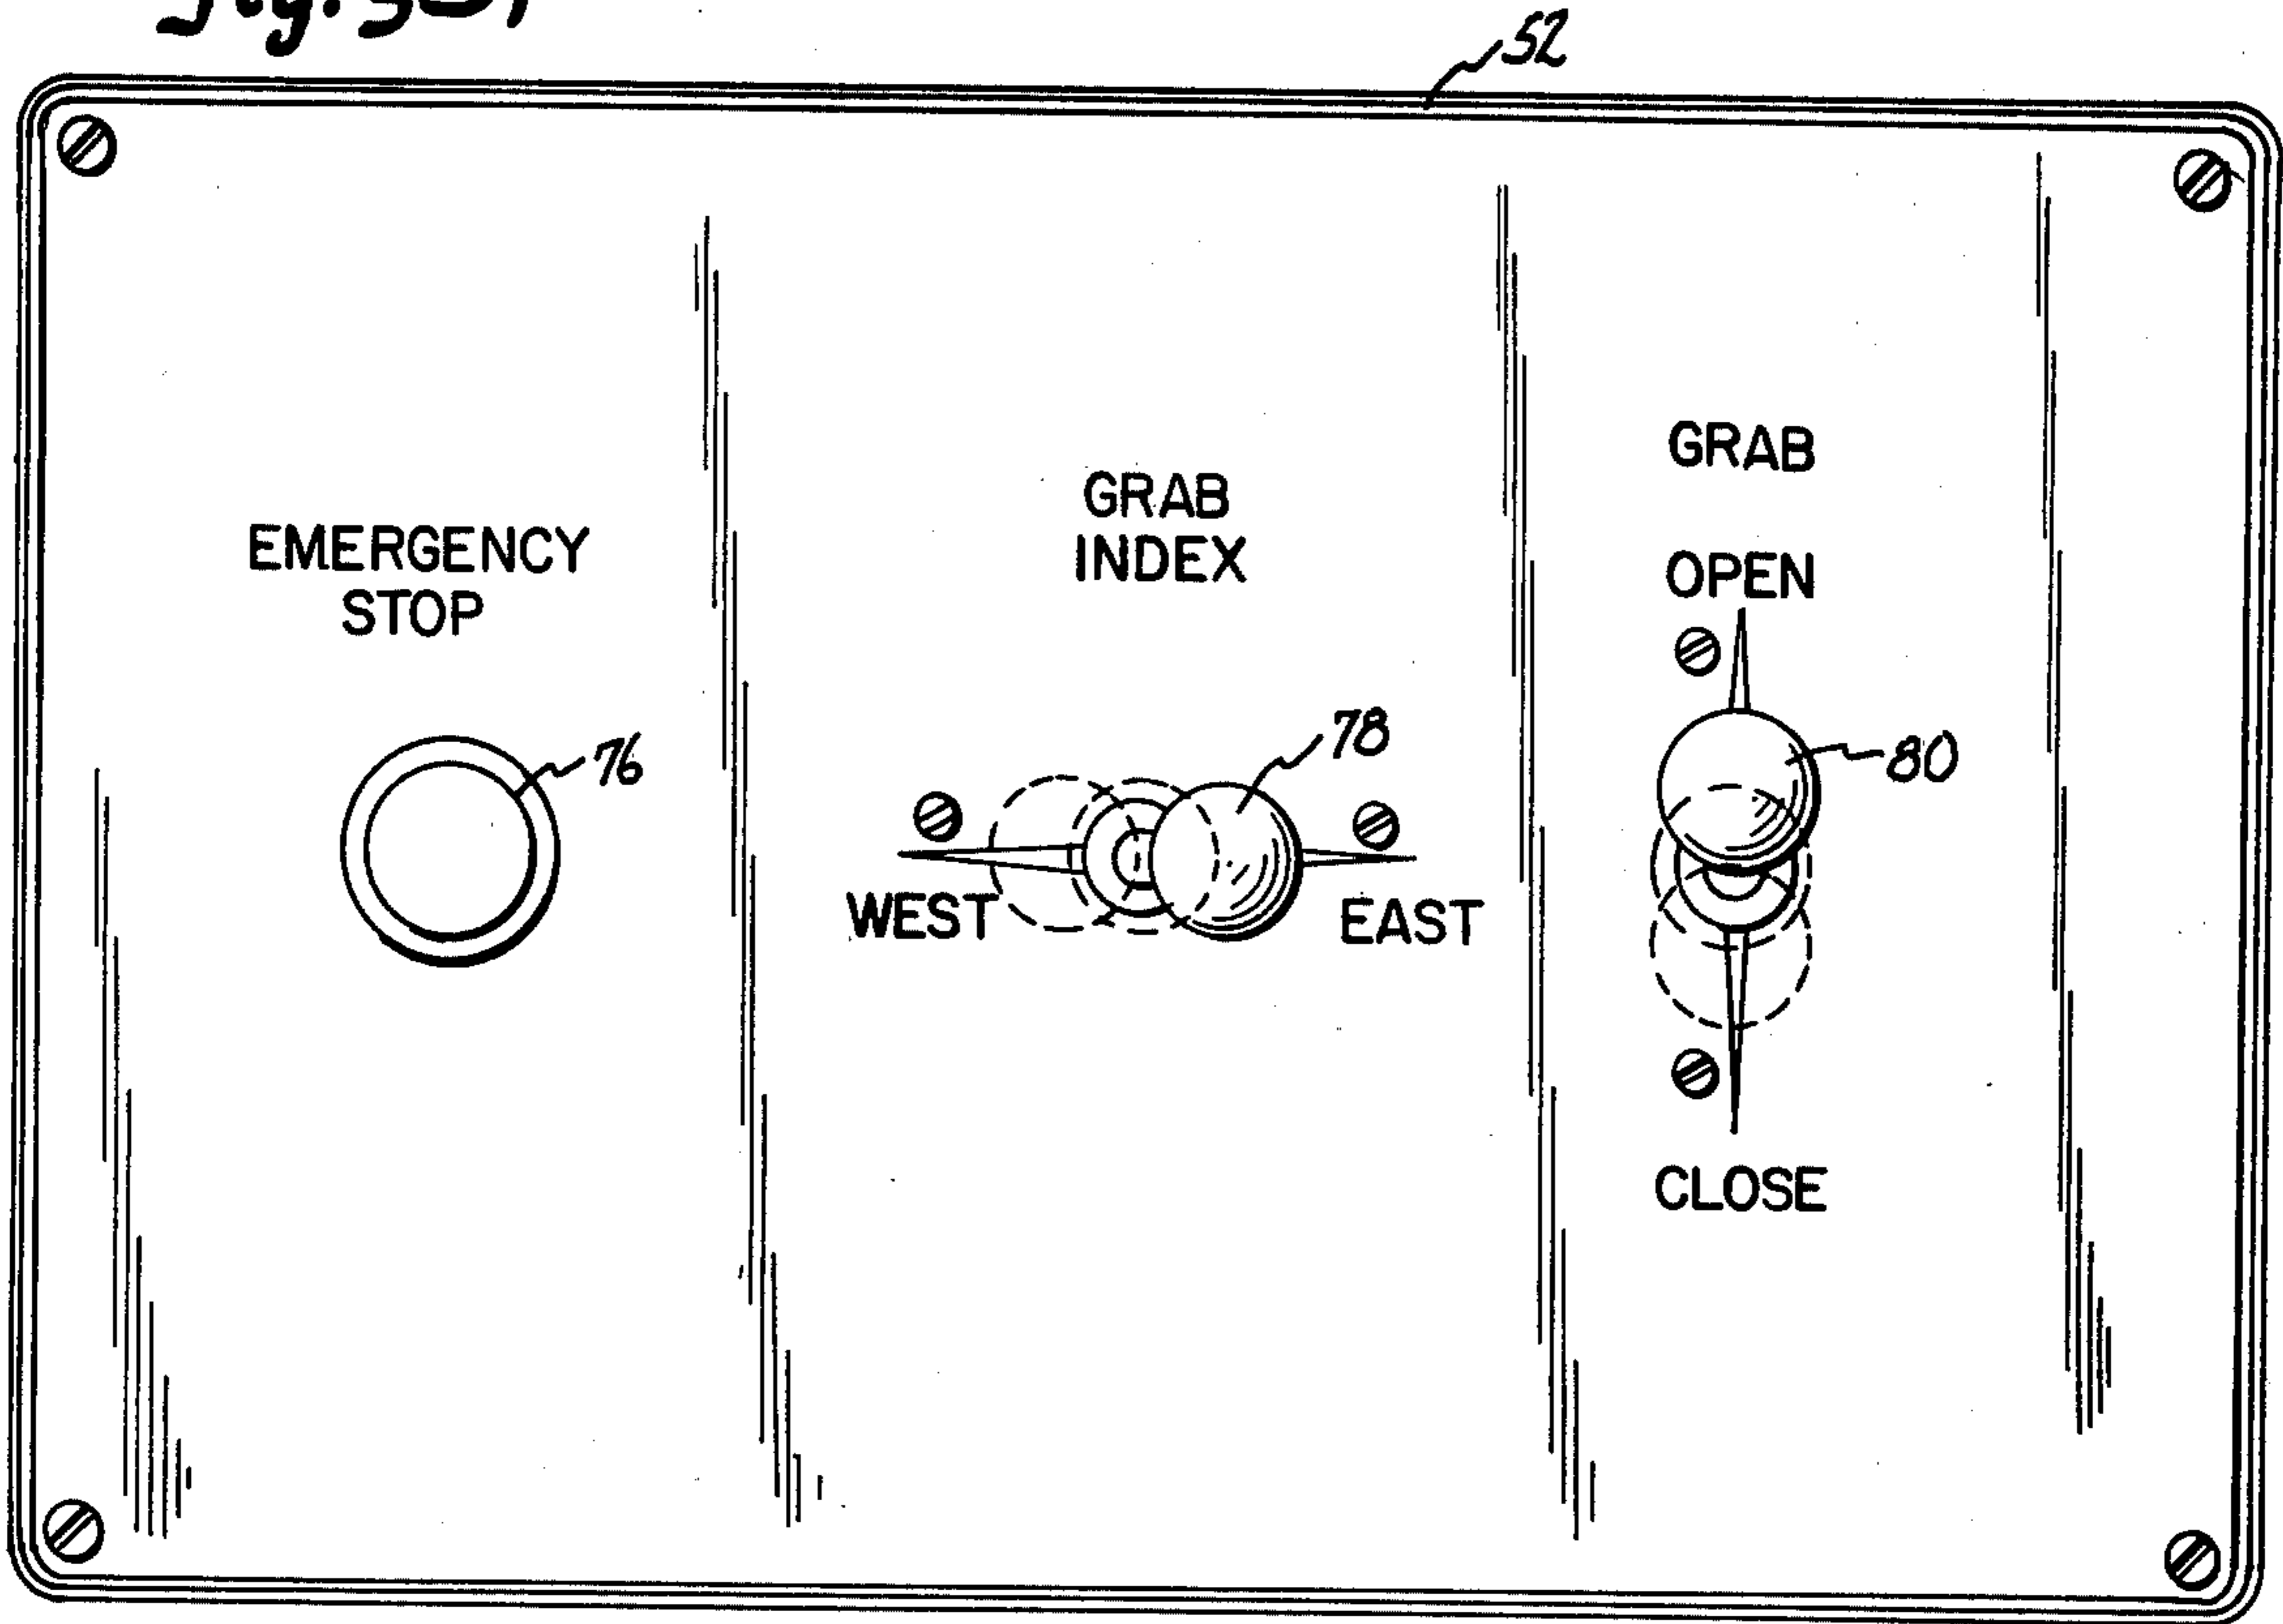 52
GRAB
GRAB
INDEX
EMERGENCY
STOP
OPEN
76
78
80
WEST
EAST
CLOSE